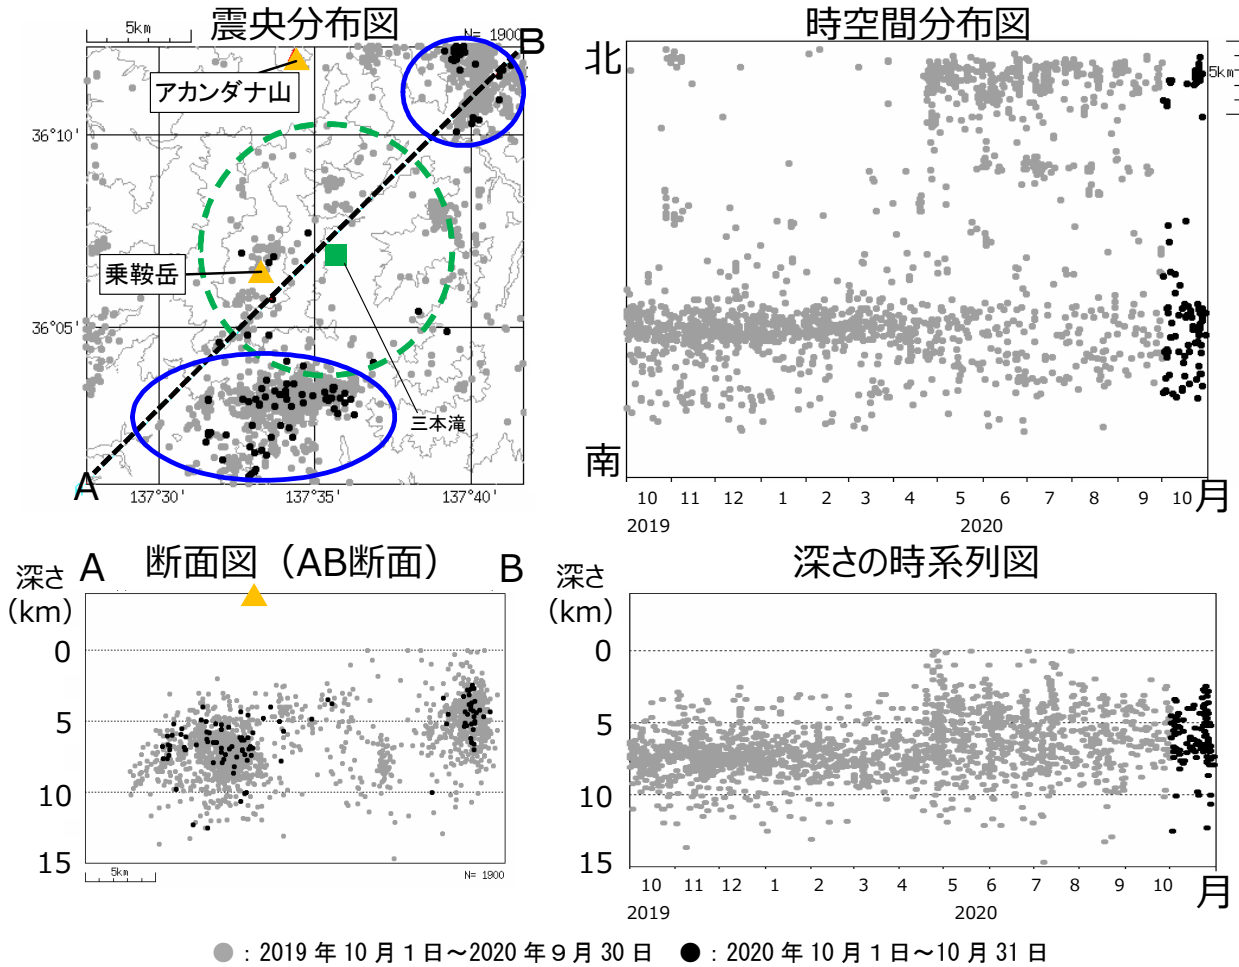 震央分布図
5km
N= 1900
B
アカンダナ山
36°10'
乗鞍岳
36°05'
三本滝
A
137°30'
137°35'
137°40'
時空間分布図
北
5km
南
10 11 12 1 2 3 4 5 6 7 8 9 10 月
2019 2020
断面図（AB断面）
A B
深さ
（km）
0
5
10
15
5km
N= 1900
深さの時系列図
深さ
（km）
0
5
10
15
10 11 12 1 2 3 4 5 6 7 8 9 10 月
2019 2020
●：2019 年 10 月 1 日～2020 年 9 月 30 日 ●：2020 年 10 月 1 日～10 月 31 日